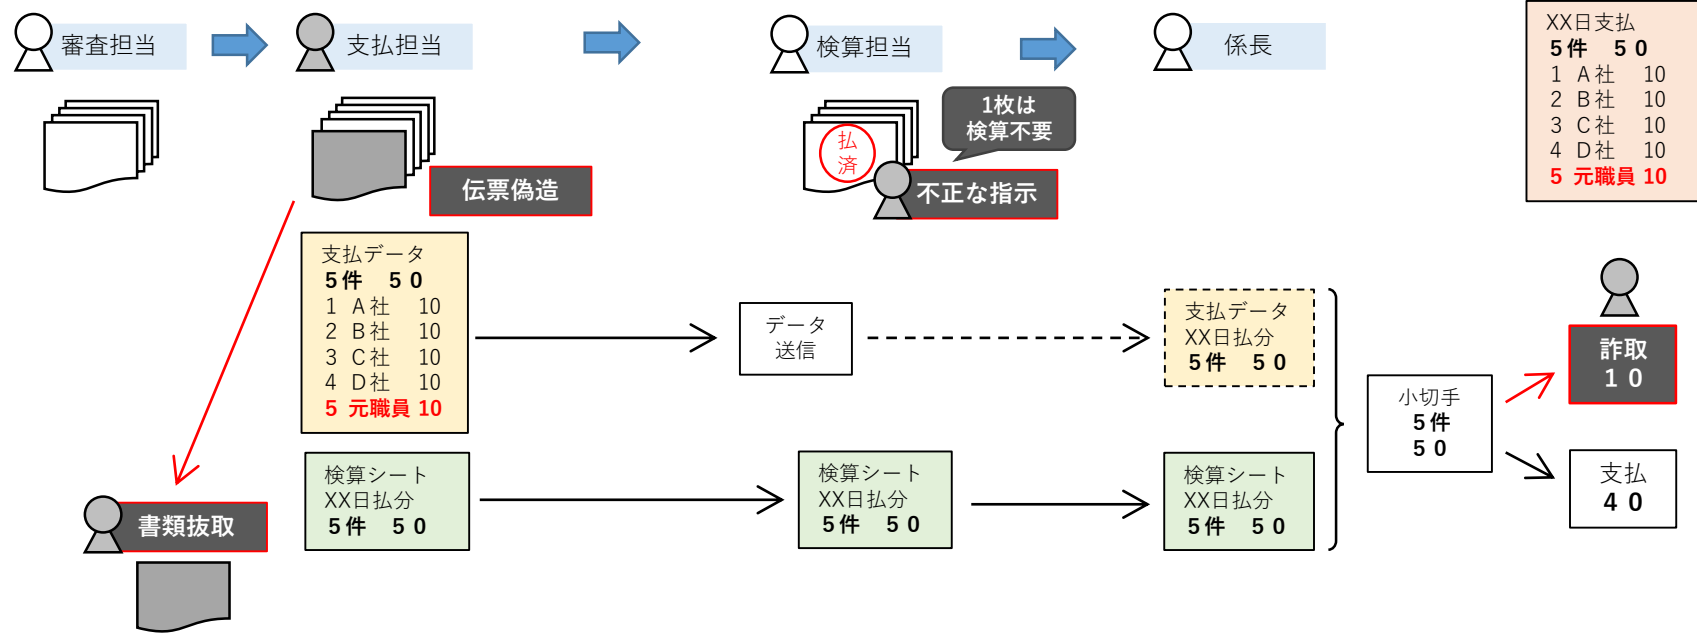 審査担当
支払担当
検算担当
係長
XX日支払
5件 50
1 A社 10
2 B社 10
3 C社 10
4 D社 10
5 元職員 10
1枚は
検算不要
払
済
伝票偽造
不正な指示
支払データ
5件 50
1 A社 10
2 B社 10
3 C社 10
4 D社 10
5 元職員 10
データ
送信
支払データ
XX日払分
5件 50
詐取
10
小切手
5件
50
支払
40
検算シート
XX日払分
5件 50
検算シート
XX日払分
5件 50
検算シート
XX日払分
5件 50
書類抜取